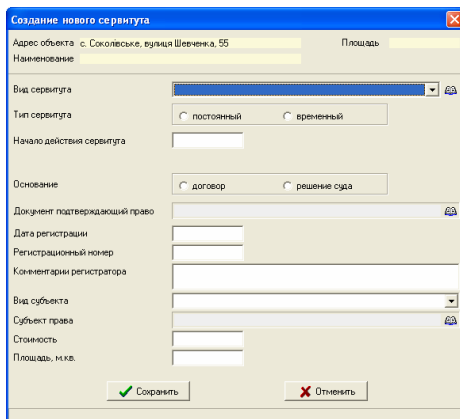 Создание нового сервитута
Адрес объекта с. Соколівське, вулиця Шевченка, 55 Площадь
Наименование
Вид сервитута
Тип сервитута постоянный временный
Начало действия сервитута
Основание договор решение суда
Документ подтверждающий право
Дата регистрации
Регистрационный номер
Комментарии регистратора
Вид субъекта
Субъект права
Стоимость
Площадь, м.кв.
Сохранить Отменить